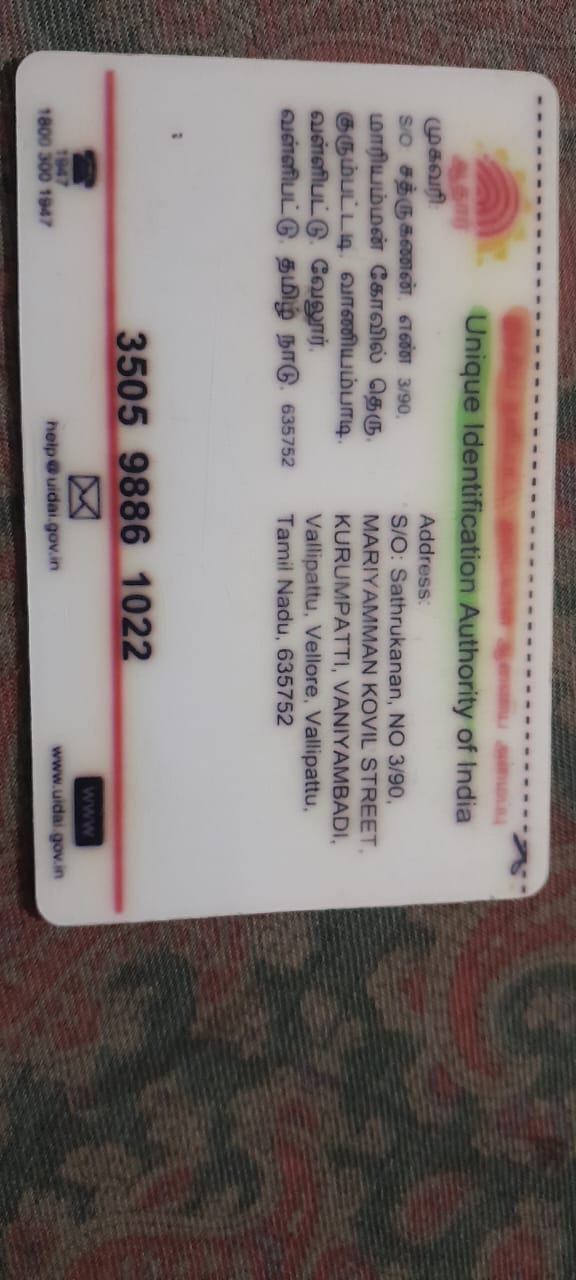 ஆதார்
Unique Identification Authority of India
முகவரி:
S/O சத்ருகணன், எண் 3/90,
மாரியம்மன் கோவில் தெரு,
குரும்பட்டி, வாணியம்பாடி,
வள்ளிபட்டு, வேலூர்,
வள்ளிபட்டு, தமிழ் நாடு, 635752
Address:
S/O: Sathrukanan, NO 3/90,
MARIYAMMAN KOVIL STREET,
KURUMPATTI, VANIYAMBADI,
Vallipattu, Vellore, Vallipattu,
Tamil Nadu, 635752
3505 9886 1022
1947
1800 300 1947
help@uidai.gov.in
WWW
www.uidai.gov.in